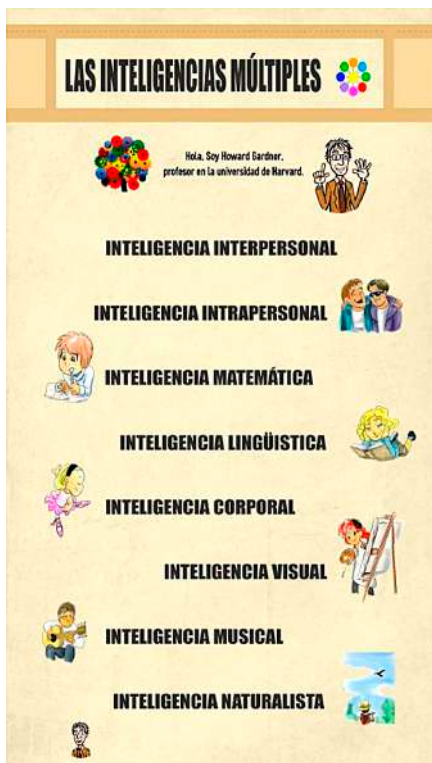 LAS INTELIGENCIAS MÚLTIPLES
Hola, Soy Howard Gardner,
profesor en la universidad de Harvard.
INTELIGENCIA INTERPERSONAL
INTELIGENCIA INTRAPERSONAL
INTELIGENCIA MATEMÁTICA
INTELIGENCIA LINGÜISTICA
INTELIGENCIA CORPORAL
INTELIGENCIA VISUAL
INTELIGENCIA MUSICAL
INTELIGENCIA NATURALISTA